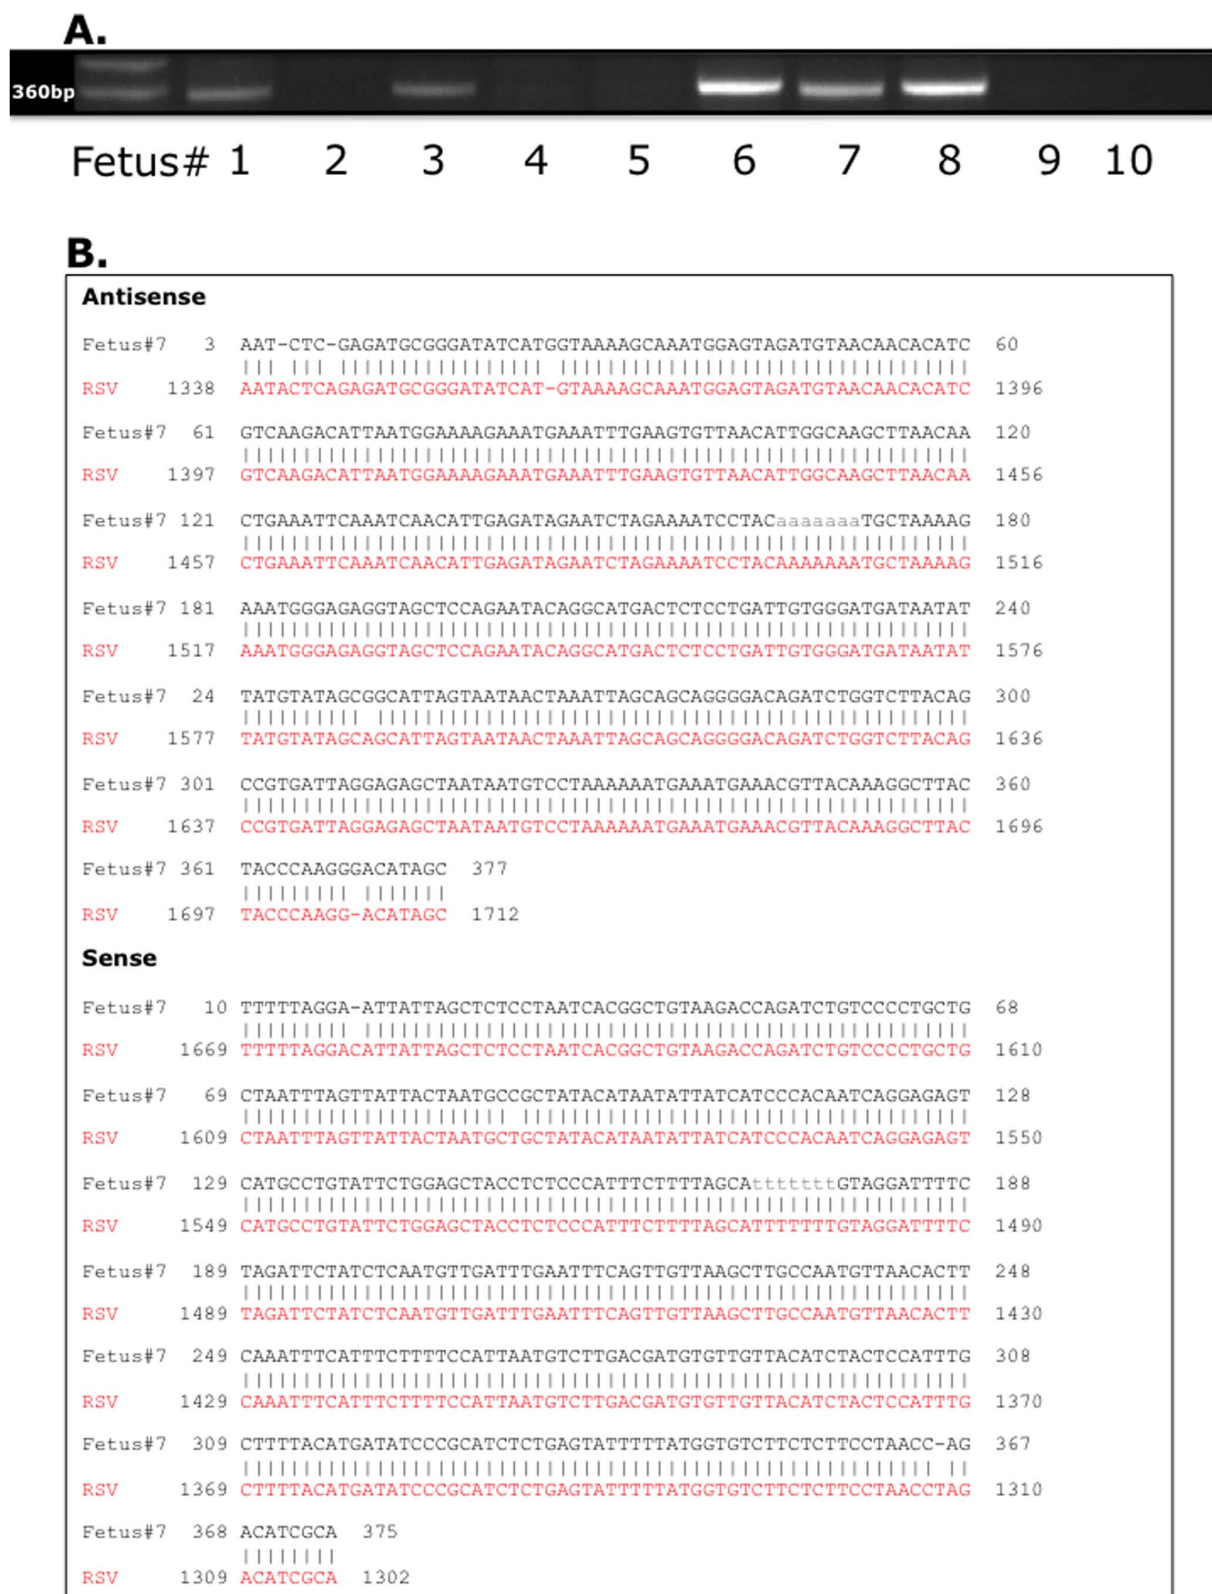 A.
360bp
Fetus# 1 2 3 4 5 6 7 8 9 10
B.
Antisense
Fetus#7 3 AAT-CTC-GAGATGCGGGATATCATGGTAAAAGCAAATGGAGTAGATGTAACAACACATC 60
RSV 1338 AATACTCAGAGATGCGGGATATCAT-GTAAAAGCAAATGGAGTAGATGTAACAACACATC 1396
Fetus#7 61 GTCAAGACATTAATGGAAAAGAAATGAAATTTGAAGTGTTAACATTGGCAAGCTTAACAA 120
RSV 1397 GTCAAGACATTAATGGAAAAGAAATGAAATTTGAAGTGTTAACATTGGCAAGCTTAACAA 1456
Fetus#7 121 CTGAAATTCAAATCAACATTGAGATAGAATCTAGAAAATCCTACaaaaaaaTGCTAAAAG 180
RSV 1457 CTGAAATTCAAATCAACATTGAGATAGAATCTAGAAAATCCTACAAAAAAATGCTAAAAG 1516
Fetus#7 181 AAATGGGAGAGGTAGCTCCAGAATACAGGCATGACTCTCCTGATTGTGGGATGATAATAT 240
RSV 1517 AAATGGGAGAGGTAGCTCCAGAATACAGGCATGACTCTCCTGATTGTGGGATGATAATAT 1576
Fetus#7 24 TATGTATAGCGGCATTAGTAATAACTAAATTAGCAGCAGGGGACAGATCTGGTCTTACAG 300
RSV 1577 TATGTATAGCAGCATTAGTAATAACTAAATTAGCAGCAGGGGACAGATCTGGTCTTACAG 1636
Fetus#7 301 CCGTGATTAGGAGAGCTAATAATGTCCTAAAAAATGAAATGAAACGTTACAAAGGCTTAC 360
RSV 1637 CCGTGATTAGGAGAGCTAATAATGTCCTAAAAAATGAAATGAAACGTTACAAAGGCTTAC 1696
Fetus#7 361 TACCCAAGGGACATAGC 377
RSV 1697 TACCCAAGG-ACATAGC 1712
Sense
Fetus#7 10 TTTTTAGGA-ATTATTAGCTCTCCTAATCACGGCTGTAAGACCAGATCTGTCCCCTGCTG 68
RSV 1669 TTTTTAGGACATTATTAGCTCTCCTAATCACGGCTGTAAGACCAGATCTGTCCCCTGCTG 1610
Fetus#7 69 CTAATTTAGTTATTACTAATGCCGCTATACATAATATTATCATCCCACAATCAGGAGAGT 128
RSV 1609 CTAATTTAGTTATTACTAATGCTGCTATACATAATATTATCATCCCACAATCAGGAGAGT 1550
Fetus#7 129 CATGCCTGTATTCTGGAGCTACCTCTCCCATTTCTTTTAGCAtttttttGTAGGATTTTC 188
RSV 1549 CATGCCTGTATTCTGGAGCTACCTCTCCCATTTCTTTTAGCATTTTTTTGTAGGATTTTC 1490
Fetus#7 189 TAGATTCTATCTCAATGTTGATTTGAATTTCAGTTGTTAAGCTTGCCAATGTTAACACTT 248
RSV 1489 TAGATTCTATCTCAATGTTGATTTGAATTTCAGTTGTTAAGCTTGCCAATGTTAACACTT 1430
Fetus#7 249 CAAATTTCATTTCTTTTCCATTAATGTCTTGACGATGTGTTGTTACATCTACTCCATTTG 308
RSV 1429 CAAATTTCATTTCTTTTCCATTAATGTCTTGACGATGTGTTGTTACATCTACTCCATTTG 1370
Fetus#7 309 CTTTTACATGATATCCCGCATCTCTGAGTATTTTTATGGTGTCTTCTCTTCCTAACC-AG 367
RSV 1369 CTTTTACATGATATCCCGCATCTCTGAGTATTTTTATGGTGTCTTCTCTTCCTAACCTAG 1310
Fetus#7 368 ACATCGCA 375
RSV 1309 ACATCGCA 1302